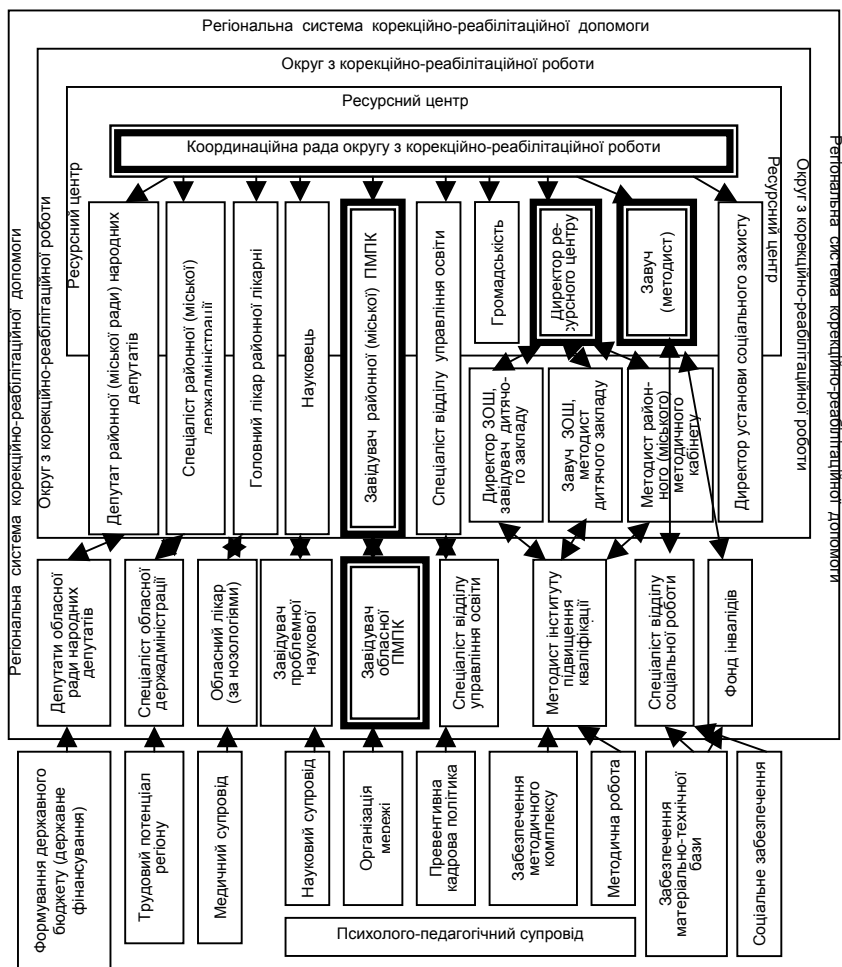 Регіональна система корекційно-реабілітаційної допомоги
Округ з корекційно-реабілітаційної роботи
Ресурсний центр
Координаційна рада округу з корекційно-реабілітаційної роботи
Регіональна система корекційно-реабілітаційної допомоги
Округ з корекційно-реабілітаційної роботи
Ресурсний центр
Депутат районної (міської ради) народних
депутатів
Спеціаліст районної (міської)
держадміністрації
Головний лікар районної лікарні
Науковець
Завідувач районної (міської) ПМПК
Спеціаліст відділу управління освіти
Громадськість
Директор ре-
сурсного центру
Завуч
(методист)
Директор установи соціального захисту
Ресурсний центр
Округ з корекційно-реабілітаційної роботи
Регіональна система корекційно-реабілітаційної допомоги
Директор ЗОШ,
завідувач дитячо-
го закладу
Завуч ЗОШ,
методист
дитячого закладу
Методист район-
ного (міського)
методичного
кабінету
Депутати обласної
ради народних
депутатів
Спеціаліст обласної
держадміністрації
Обласний лікар
(за нозологіями)
Завідувач
проблемної
наукової
Завідувач
обласної
ПМПК
Спеціаліст відділу
управління освіти
Методист інституту
підвищення
кваліфікації
Спеціаліст відділу
соціальної роботи
Фонд інвалідів
Формування державного
бюджету (державне
фінансування)
Трудовий потенціал
регіону
Медичний супровід
Науковий супровід
Організація
мережі
Превентивна
кадрова політика
Забезпечення
методичного
комплексу
Методична робота
Забезпечення
матеріально-технічної
бази
Соціальне забезпечення
Психолого-педагогічний супровід